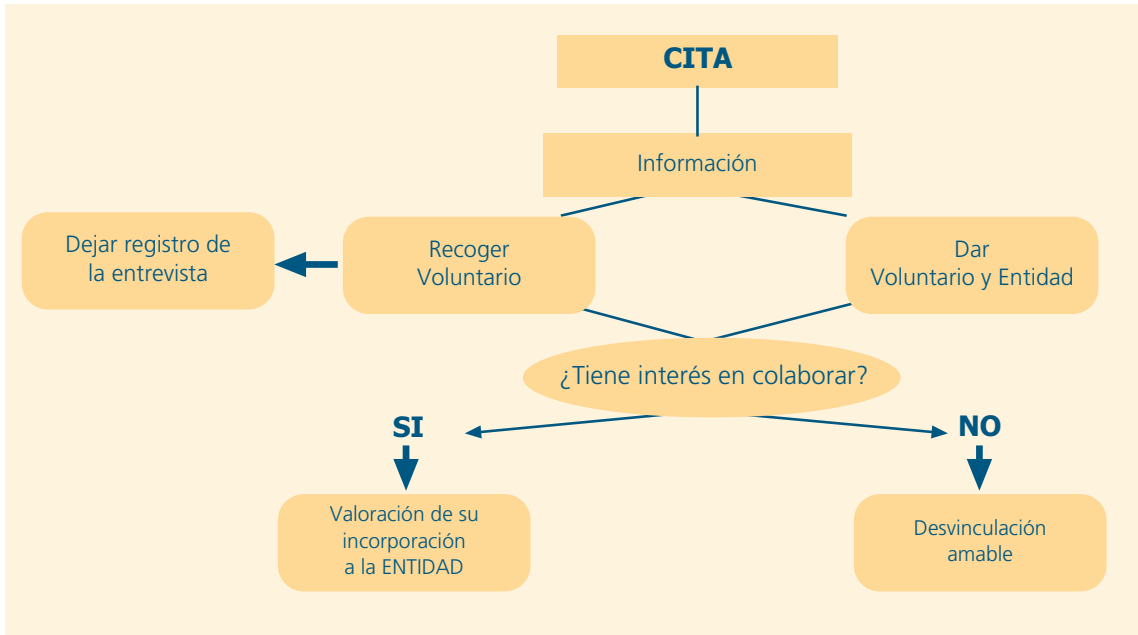 CITA
Información
Dejar registro de
la entrevista
Recoger
Voluntario
Dar
Voluntario y Entidad
¿Tiene interés en colaborar?
SI
NO
Valoración de su
incorporación
a la ENTIDAD
Desvinculación
amable